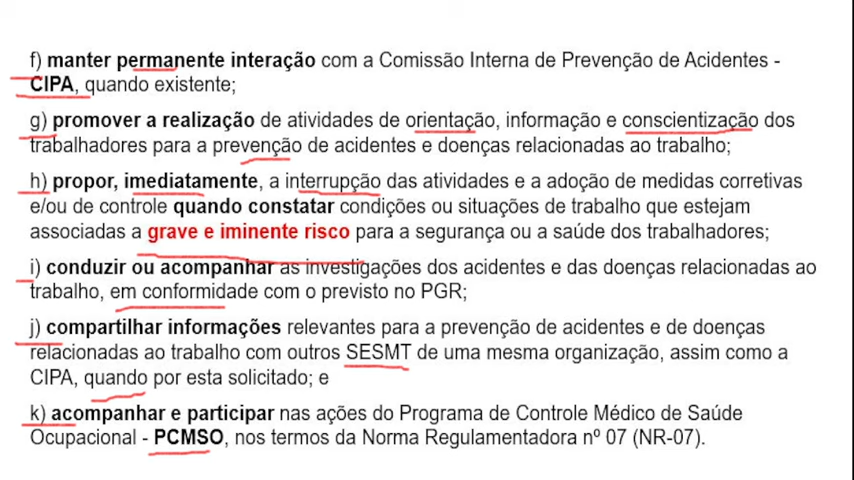 f) manter permanente interação com a Comissão Interna de Prevenção de Acidentes -
CIPA, quando existente;
g) promover a realização de atividades de orientação, informação e conscientização dos
trabalhadores para a prevenção de acidentes e doenças relacionadas ao trabalho;
h) propor, imediatamente, a interrupção das atividades e a adoção de medidas corretivas
e/ou de controle quando constatar condições ou situações de trabalho que estejam
associadas a grave e iminente risco para a segurança ou a saúde dos trabalhadores;
i) conduzir ou acompanhar as investigações dos acidentes e das doenças relacionadas ao
trabalho, em conformidade com o previsto no PGR;
j) compartilhar informações relevantes para a prevenção de acidentes e de doenças
relacionadas ao trabalho com outros SESMT de uma mesma organização, assim como a
CIPA, quando por esta solicitado; e
k) acompanhar e participar nas ações do Programa de Controle Médico de Saúde
Ocupacional - PCMSO, nos termos da Norma Regulamentadora nº 07 (NR-07).